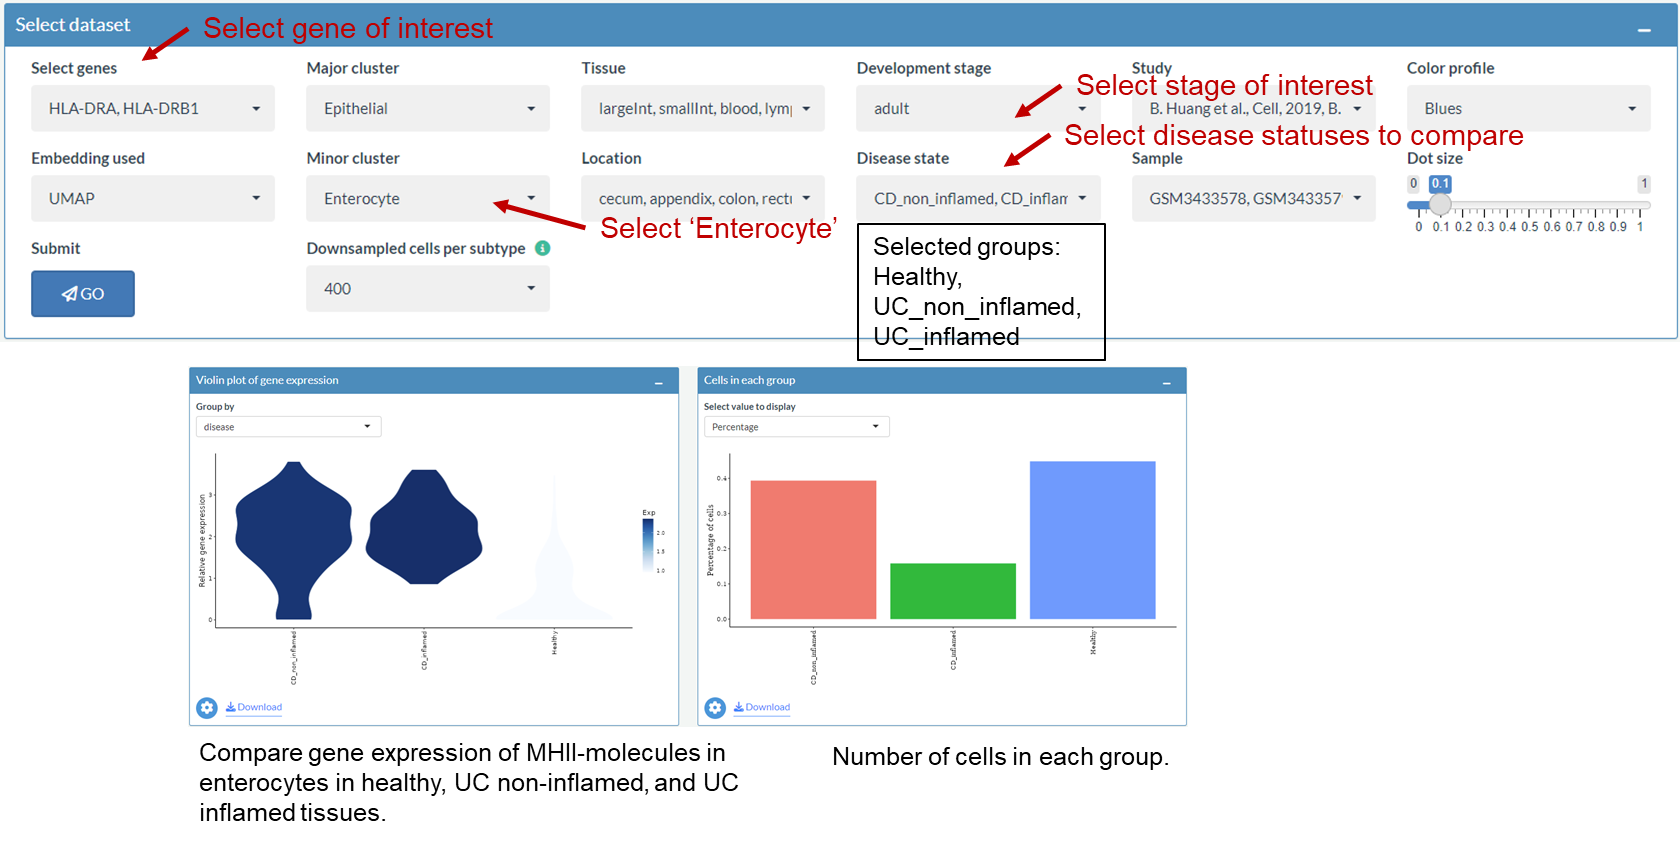 Select dataset
Select gene of interest
Select genes
Major cluster
Tissue
Development stage
Study
Color profile
Select stage of interest
HLA-DRA, HLA-DRB1
Epithelial
largeInt, smallInt, blood, lym
adult
B. Huang et al., Cell, 2019, B.
Blues
Select disease statuses to compare
Embedding used
Minor cluster
Location
Disease state
Sample
Dot size
0
0.1
1
UMAP
Enterocyte
cecum, appendix, colon, rect
CD_non_inflamed, CD_inflam
GSM3433578, GSM343357
0 0.1 0.2 0.3 0.4 0.5 0.6 0.7 0.8 0.9 1
Select ‘Enterocyte’
Submit
Downsampled cells per subtype
i
GO
400
Selected groups:
Healthy,
UC_non_inflamed,
UC_inflamed
Violin plot of gene expression
Group by
disease
Relative gene expression
3
2
1
0
Exp
2.0
1.5
1.0
CD_non_inflamed
CD_inflamed
Healthy
Download
Cells in each group
Select value to display
Percentage
Percentage of cells
0.4
0.3
0.2
0.1
0.0
CD_non_inflamed
CD_inflamed
Healthy
Download
Compare gene expression of MHII-molecules in
enterocytes in healthy, UC non-inflamed, and UC
inflamed tissues.
Number of cells in each group.